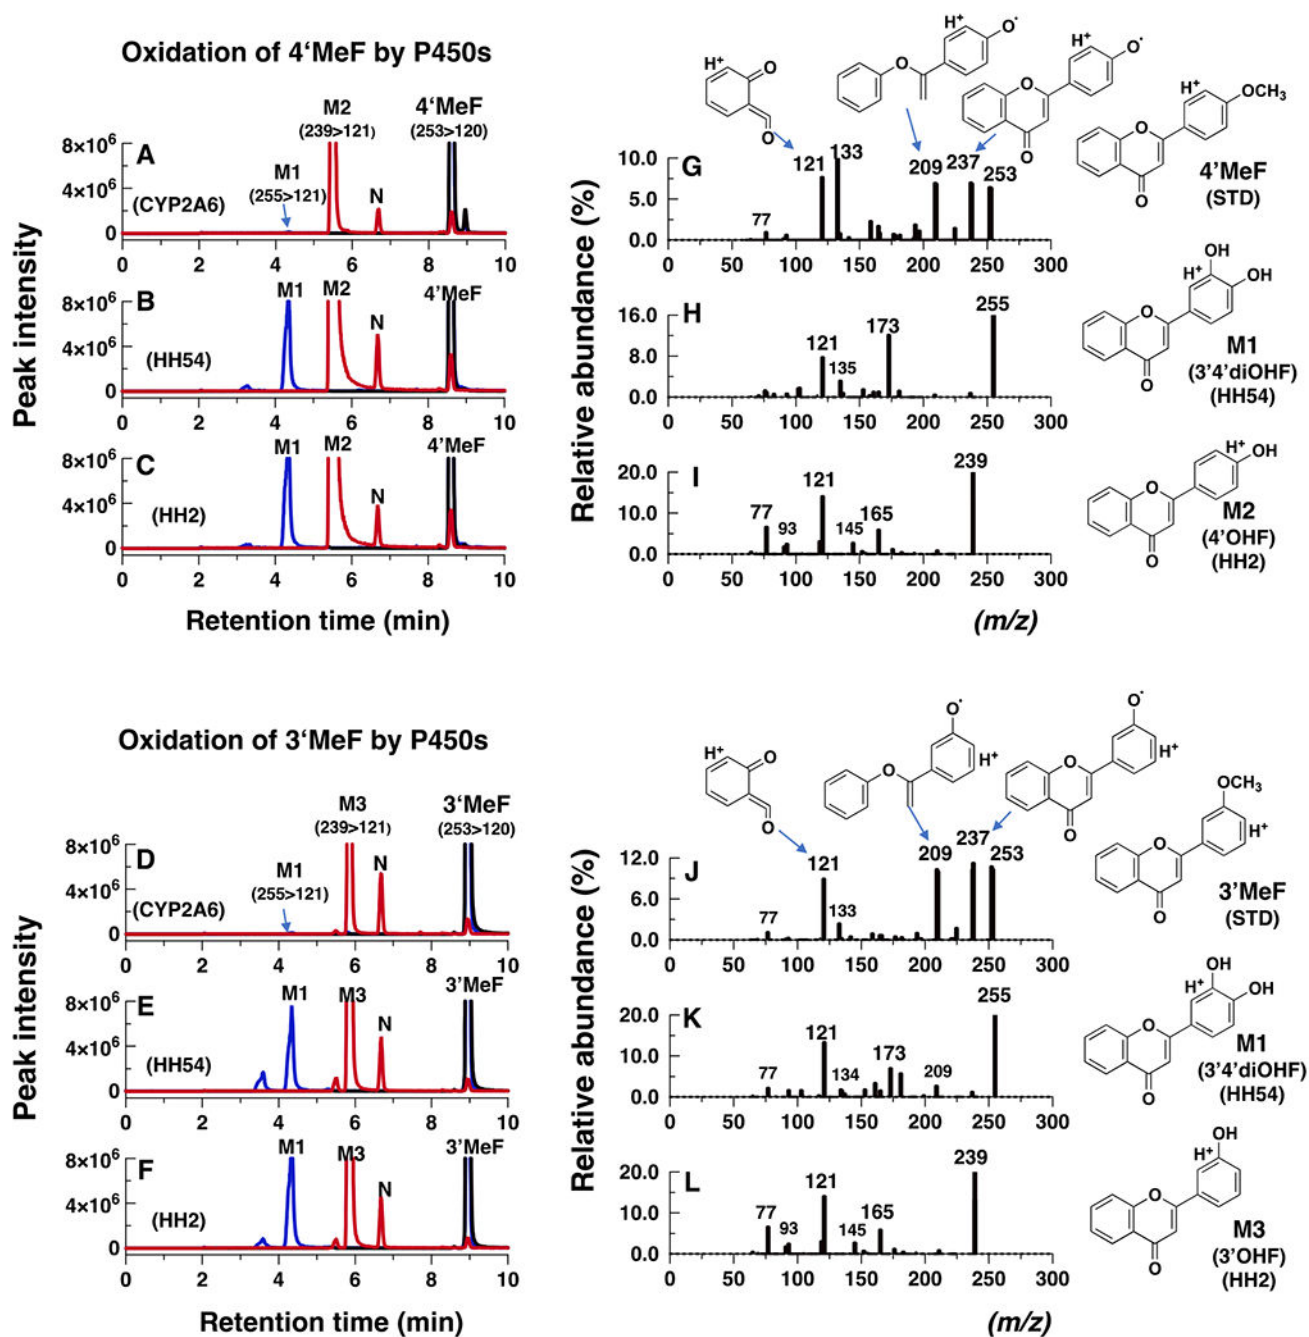 Oxidation of 4‘MeF by P450s
M2
(239>121)
4‘MeF
(253>120)
A
8×10⁶
4×10⁶
0
M1
(255>121)
N
(CYP2A6)
0 2 4 6 8 10
B
8×10⁶
4×10⁶
0
M1
M2
N
4’MeF
(HH54)
0 2 4 6 8 10
C
8×10⁶
4×10⁶
0
M1
M2
N
4’MeF
(HH2)
0 2 4 6 8 10
Peak intensity
Retention time (min)
H⁺
O
O
O
H⁺
O•
O
O
H⁺
O•
O
O
H⁺
OCH₃
4’MeF
(STD)
G
10.0
5.0
0.0
77
121
133
209
237
253
0 50 100 150 200 250 300
H
16.0
8.0
0.0
121
135
173
255
0 50 100 150 200 250 300
O
O
H⁺
OH
OH
M1
(3’4’diOHF)
(HH54)
I
20.0
10.0
0.0
77
93
121
145
165
239
0 50 100 150 200 250 300
O
O
H⁺
OH
M2
(4’OHF)
(HH2)
Relative abundance (%)
(m/z)
Oxidation of 3‘MeF by P450s
M3
(239>121)
3‘MeF
(253>120)
D
8×10⁶
4×10⁶
0
M1
(255>121)
N
(CYP2A6)
0 2 4 6 8 10
E
8×10⁶
4×10⁶
0
M1
M3
N
3’MeF
(HH54)
0 2 4 6 8 10
F
8×10⁶
4×10⁶
0
M1
M3
N
3’MeF
(HH2)
0 2 4 6 8 10
Peak intensity
Retention time (min)
H⁺
O
O
O
O•
H⁺
O
O
O•
H⁺
O
O
OCH₃
H⁺
3’MeF
(STD)
J
12.0
6.0
0.0
77
121
133
209
237
253
0 50 100 150 200 250 300
K
20.0
10.0
0.0
77
121
134
173
209
255
0 50 100 150 200 250 300
O
O
H⁺
OH
OH
M1
(3’4’diOHF)
(HH54)
L
20.0
10.0
0.0
77
93
121
145
165
239
0 50 100 150 200 250 300
O
O
H⁺
OH
M3
(3’OHF)
(HH2)
Relative abundance (%)
(m/z)